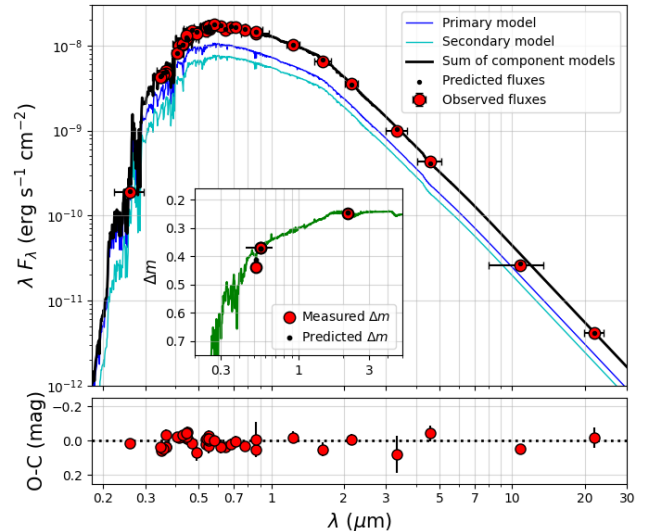 Primary model
Secondary model
Sum of component models
Predicted fluxes
Observed fluxes
10⁻⁸
10⁻⁹
10⁻¹⁰
10⁻¹¹
10⁻¹²
λ F_λ (erg s⁻¹ cm⁻²)
0.2
0.3
0.4
0.5
0.6
0.7
Δm
0.3 1 3
Measured Δm
Predicted Δm
−0.2
0.0
0.2
O-C (mag)
0.2 0.3 0.5 0.7 1 2 3 5 10 20 30
λ (μm)